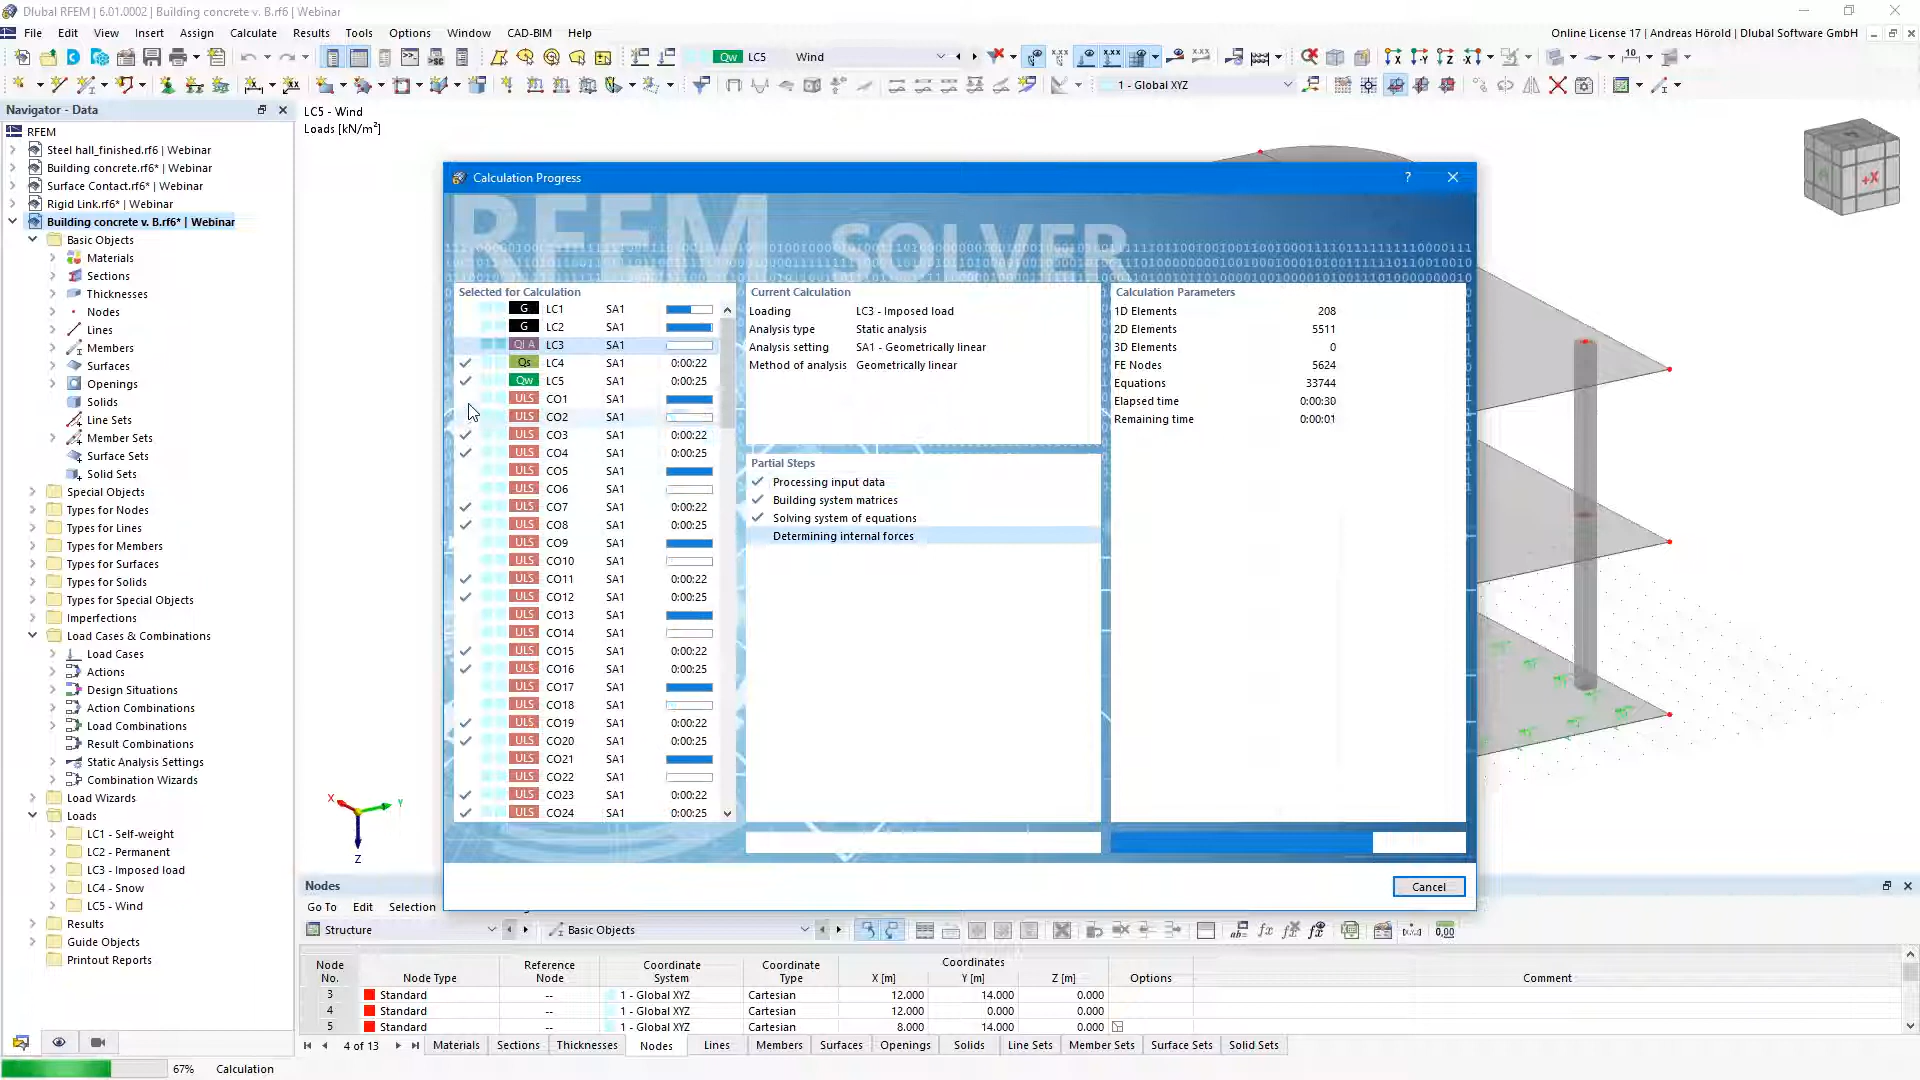 Dlubal RFEM | 6.01.0002 | Building concrete v. B.rf6 | Webinar
File Edit View Insert Assign Calculate Results Tools Options Window CAD-BIM Help
Online License 17 | Andreas Hörold | Dlubal Software GmbH
Qw LC5 Wind
1 - Global XYZ
Navigator - Data
RFEM
Steel hall_finished.rf6 | Webinar
Building concrete.rf6* | Webinar
Surface Contact.rf6* | Webinar
Rigid Link.rf6* | Webinar
Building concrete v. B.rf6* | Webinar
Basic Objects
Materials
Sections
Thicknesses
Nodes
Lines
Members
Surfaces
Openings
Solids
Line Sets
Member Sets
Surface Sets
Solid Sets
Special Objects
Types for Nodes
Types for Lines
Types for Members
Types for Surfaces
Types for Solids
Types for Special Objects
Imperfections
Load Cases & Combinations
Load Cases
Actions
Design Situations
Action Combinations
Load Combinations
Result Combinations
Static Analysis Settings
Combination Wizards
Load Wizards
Loads
LC1 - Self-weight
LC2 - Permanent
LC3 - Imposed load
LC4 - Snow
LC5 - Wind
Results
Guide Objects
Printout Reports
67% Calculation
LC5 - Wind
Loads [kN/m²]
+X
X Y
Z
Calculation Progress
RFEM SOLVER
Selected for Calculation
G LC1 SA1
G LC2 SA1
QI A LC3 SA1
Qs LC4 SA1 0:00:22
Qw LC5 SA1 0:00:25
ULS CO1 SA1
ULS CO2 SA1
ULS CO3 SA1 0:00:22
ULS CO4 SA1 0:00:25
ULS CO5 SA1
ULS CO6 SA1
ULS CO7 SA1 0:00:22
ULS CO8 SA1 0:00:25
ULS CO9 SA1
ULS CO10 SA1
ULS CO11 SA1 0:00:22
ULS CO12 SA1 0:00:25
ULS CO13 SA1
ULS CO14 SA1
ULS CO15 SA1 0:00:22
ULS CO16 SA1 0:00:25
ULS CO17 SA1
ULS CO18 SA1
ULS CO19 SA1 0:00:22
ULS CO20 SA1 0:00:25
ULS CO21 SA1
ULS CO22 SA1
ULS CO23 SA1 0:00:22
ULS CO24 SA1 0:00:25
Current Calculation
Loading LC3 - Imposed load
Analysis type Static analysis
Analysis setting SA1 - Geometrically linear
Method of analysis Geometrically linear
Partial Steps
Processing input data
Building system matrices
Solving system of equations
Determining internal forces
Calculation Parameters
1D Elements 208
2D Elements 5511
3D Elements 0
FE Nodes 5624
Equations 33744
Elapsed time 0:00:30
Remaining time 0:00:01
Cancel
Nodes
Go To Edit Selection
Structure
Basic Objects
Node No. Node Type Reference Node Coordinate System Coordinate Type Coordinates X [m] Y [m] Z [m] Options Comment
3 Standard -- 1 - Global XYZ Cartesian 12.000 14.000 0.000
4 Standard -- 1 - Global XYZ Cartesian 12.000 0.000 0.000
5 Standard -- 1 - Global XYZ Cartesian 8.000 14.000 0.000
4 of 13 Materials Sections Thicknesses Nodes Lines Members Surfaces Openings Solids Line Sets Member Sets Surface Sets Solid Sets